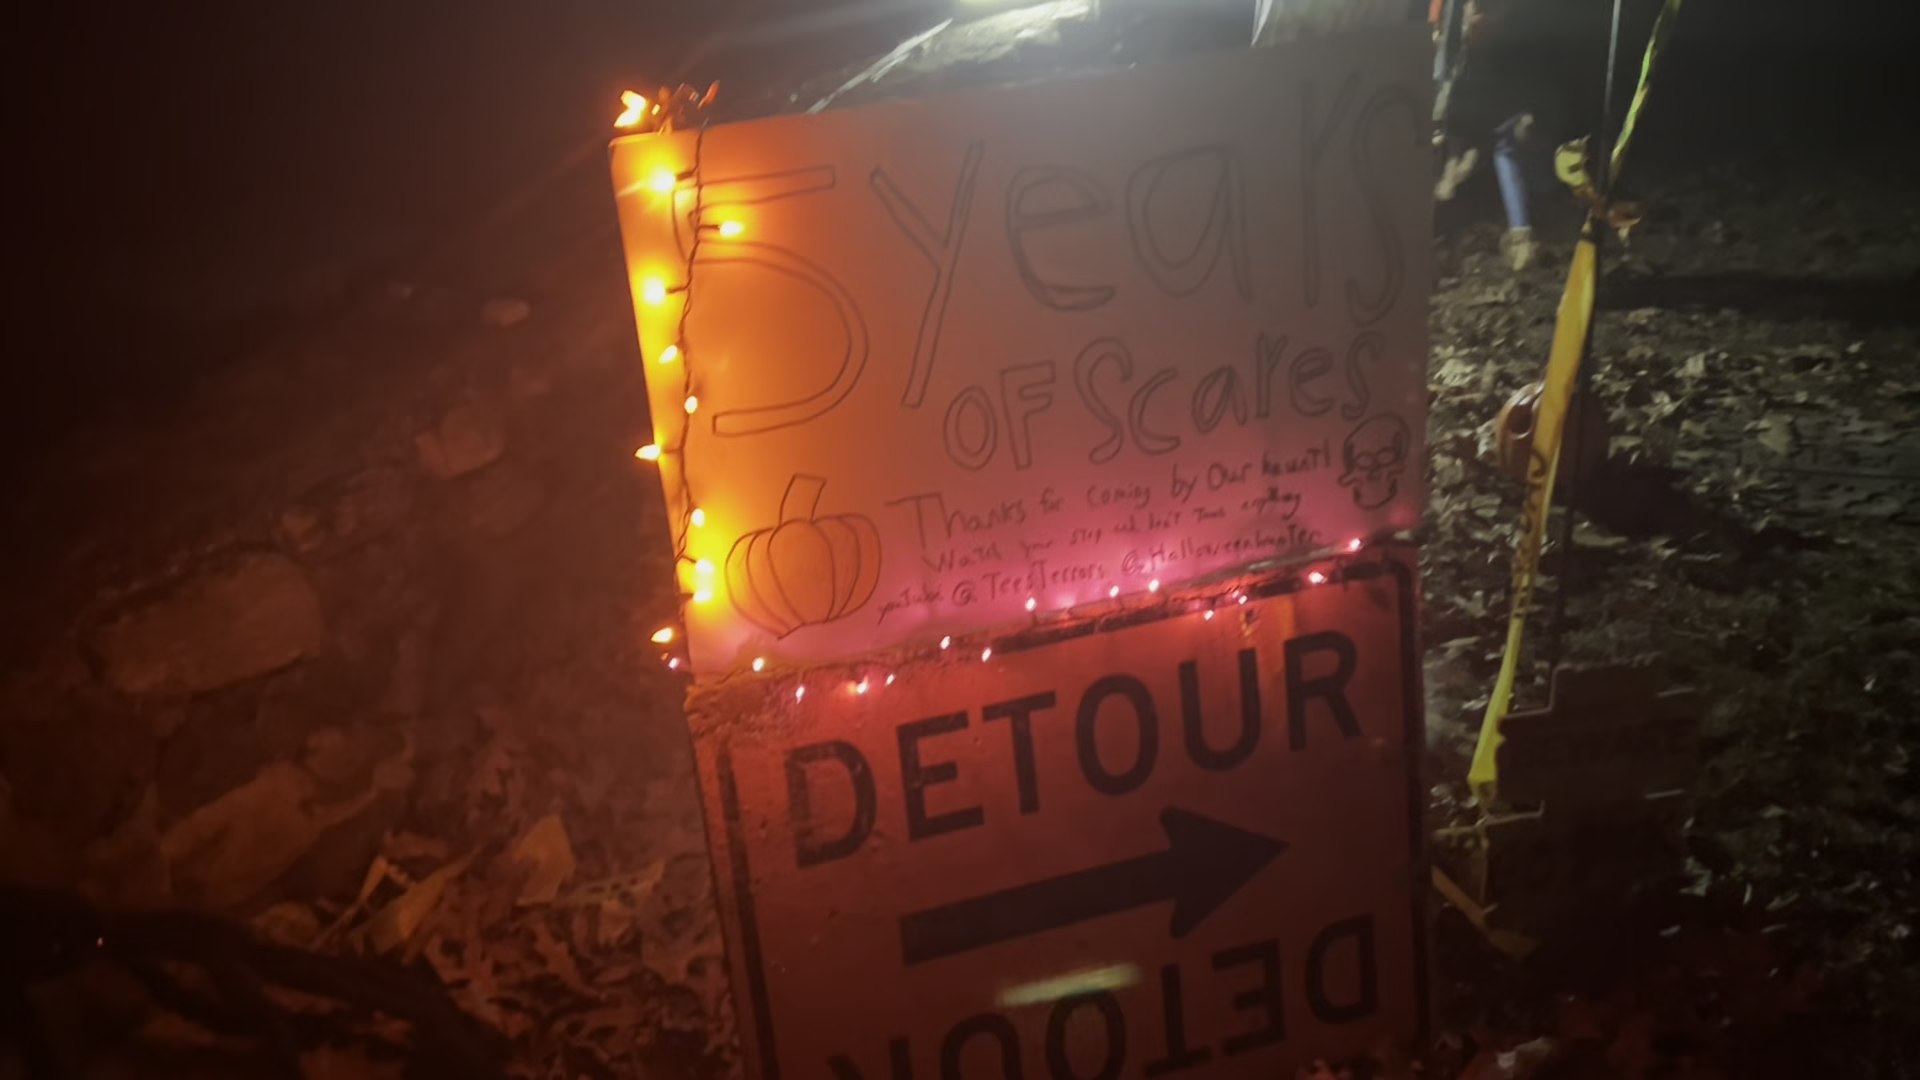 5 years
OF Scares
Thanks for coming by Our haunt!
Watch your step and don't Touch anything
youTube @TeesTerrors @Halloweenhunter
DETOUR
DETOUR